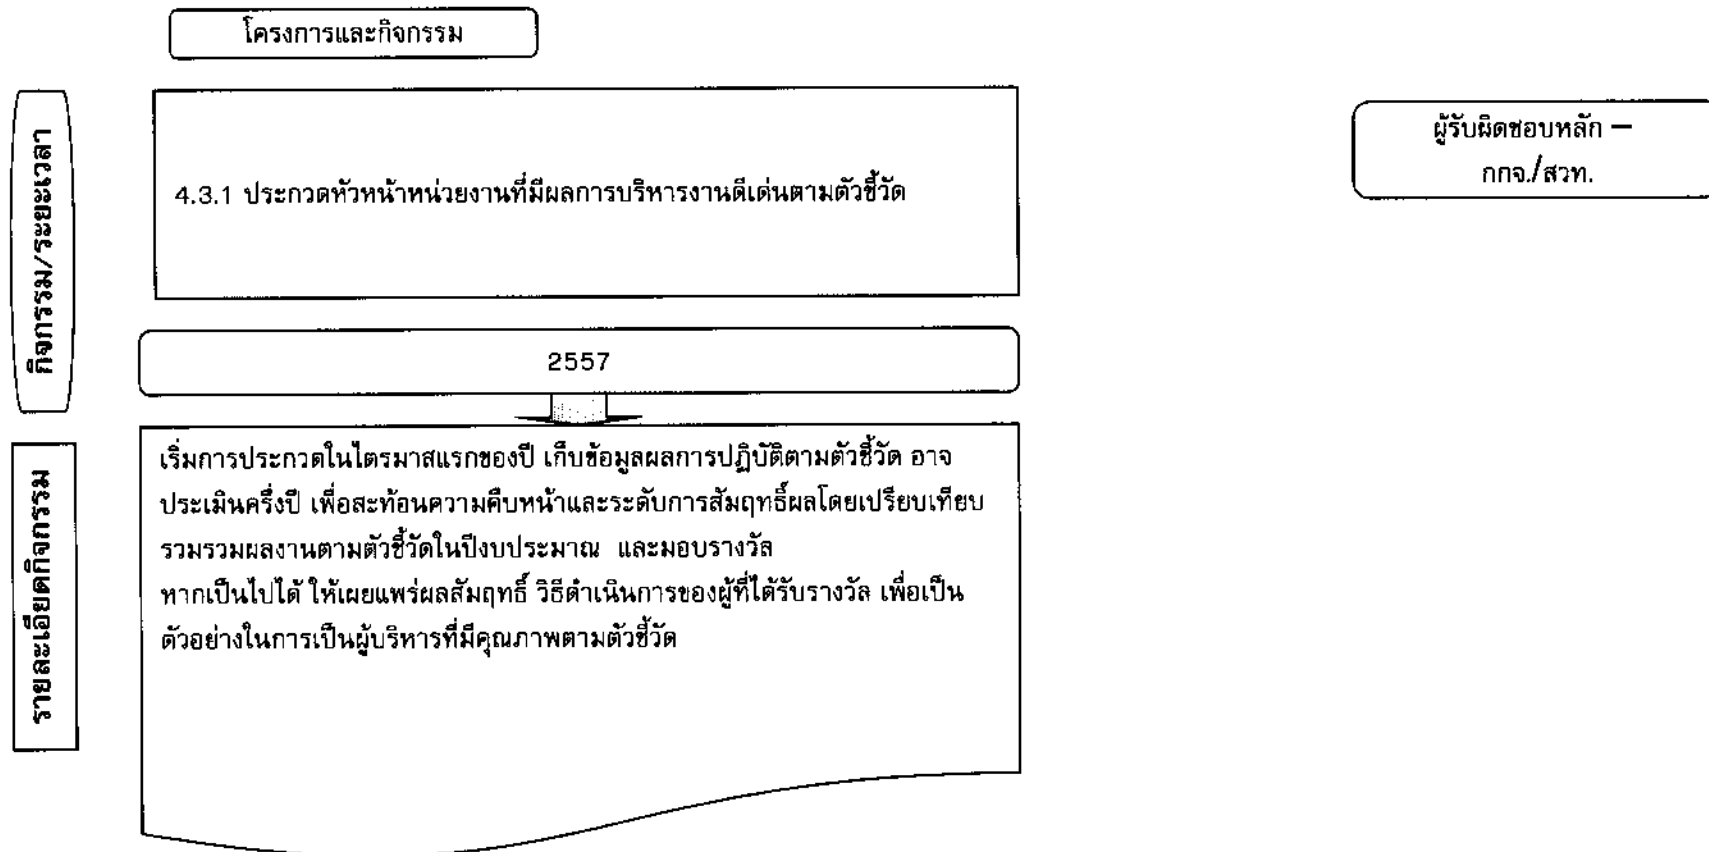 โครงการและกิจกรรม
กิจกรรม/ระยะเวลา
4.3.1 ประกวดหัวหน้าหน่วยงานที่มีผลการบริหารงานดีเด่นตามตัวชี้วัด
ผู้รับผิดชอบหลัก –
กกจ./สวท.
2557
รายละเอียดกิจกรรม
เริ่มการประกวดในไตรมาสแรกของปี เก็บข้อมูลผลการปฏิบัติตามตัวชี้วัด อาจ
ประเมินครึ่งปี เพื่อสะท้อนความคืบหน้าและระดับการสัมฤทธิ์ผลโดยเปรียบเทียบ
รวมรวมผลงานตามตัวชี้วัดในปีงบประมาณ และมอบรางวัล
หากเป็นไปได้ ให้เผยแพร่ผลสัมฤทธิ์ วิธีดำเนินการของผู้ที่ได้รับรางวัล เพื่อเป็น
ตัวอย่างในการเป็นผู้บริหารที่มีคุณภาพตามตัวชี้วัด